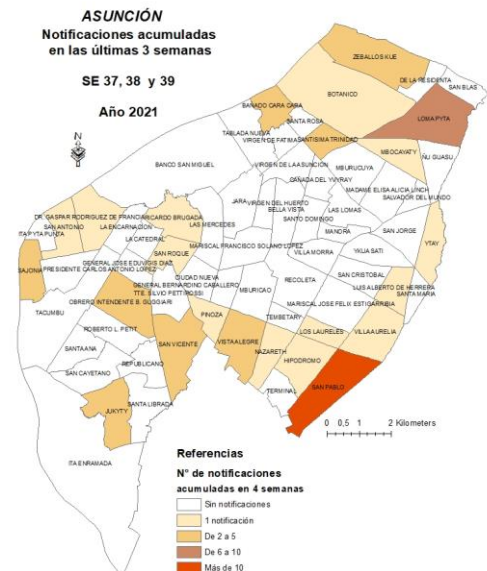 ASUNCIÓN
Notificaciones acumuladas
en las últimas 3 semanas
SE 37, 38 y 39
Año 2021
N
ZEBALLOS KUE
DE LA RESIDENTA
SAN BLAS
BOTANICO
BAÑADO CARA CARA
LOMA PYTA
SANTA ROSA
TABLADA NUEVA
VIRGEN DE FATIMA
SANTISIMA TRINIDAD
MBOCAYATY
ÑU GUASU
BANCO SAN MIGUEL
VIRGEN DE LA ASUNCION
MBURUCUYA
CAÑADA DEL YVYRAY
MADAME ELISA ALICIA LINCH
SALVADOR DEL MUNDO
DR. GASPAR RODRIGUEZ DE FRANCIA
RICARDO BRUGADA
JARA
VIRGEN DEL HUERTO
BELLA VISTA
LAS LOMAS
SAN ANTONIO
LA ENCARNACION
LAS MERCEDES
SANTO DOMINGO
ITA PYTA PUNTA
LA CATEDRAL
MANORA
SAN JORGE
YTAY
SAN ROQUE
MARISCAL FRANCISCO SOLANO LOPEZ
VILLA MORRA
YKUA SATI
GENERAL JOSE EDUVIGIS DIAZ
SAJONIA
PRESIDENTE CARLOS ANTONIO LOPEZ
CIUDAD NUEVA
RECOLETA
SAN CRISTOBAL
GENERAL BERNARDINO CABALLERO
LUIS ALBERTO DE HERRERA
SANTA MARIA
TTE. SILVIO PETTIROSSI
MBURICAO
TACUMBU
OBRERO INTENDENTE B. GUGGIARI
MARISCAL JOSE FELIX ESTIGARRIBIA
PINOZA
TEMBETARY
ROBERTO L. PETIT
LOS LAURELES
VILLA AURELIA
SAN VICENTE
VISTA ALEGRE
NAZARETH
SANTA ANA
REPUBLICANO
HIPODROMO
SAN CAYETANO
TERMINAL
SAN PABLO
JUKYTY
SANTA LIBRADA
ITA ENRAMADA
0 0,5 1 2 Kilometers
Referencias
N° de notificaciones
acumuladas en 4 semanas
Sin notificaciones
1 notificación
De 2 a 5
De 6 a 10
Más de 10